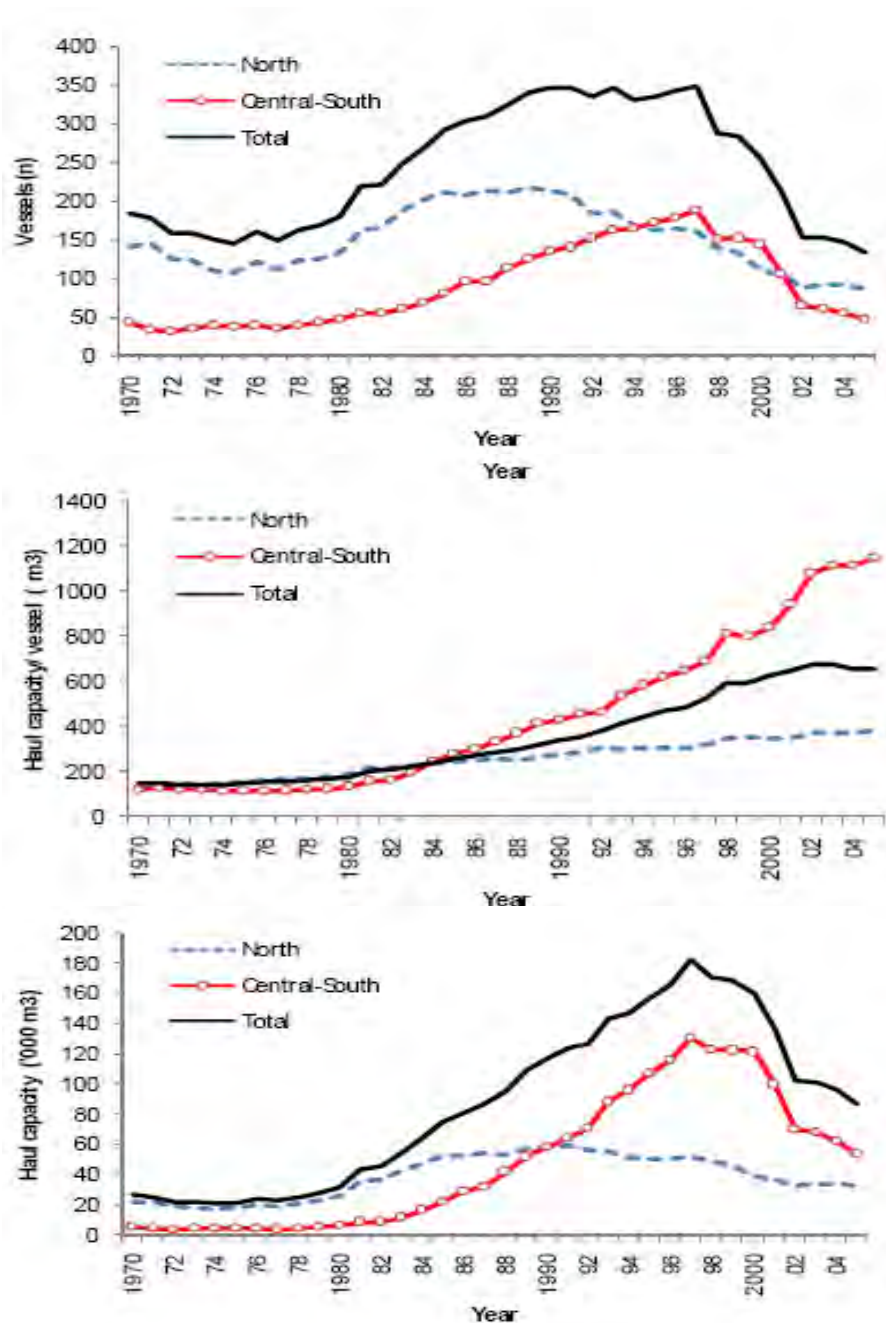 400
350
300
250
200
150
100
50
0
Vessels (n)
North
Central-South
Total
1970 72 74 76 78 1980 82 84 86 88 1990 92 94 96 98 2000 02 04
Year
Year
1400
1200
1000
800
600
400
200
0
Haul capacity/ vessel ( m3)
North
Central-South
Total
1970 72 74 76 78 1980 82 84 86 88 1990 92 94 96 98 2000 02 04
Year
200
180
160
140
120
100
80
60
40
20
0
Haul capacity ('000 m3)
North
Central-South
Total
1970 72 74 76 78 1980 82 84 86 88 1990 92 94 96 98 2000 02 04
Year